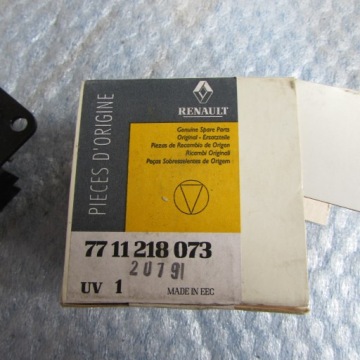 PIECES D'ORIGINE
RENAULT
Genuine Spare Parts
Original - Ersatzteile
Piezas de Recambio de Origen
Ricambi Originali
Peças Sobresselentes de Origem
77 11 218 073
20791
UV 1
MADE IN EEC